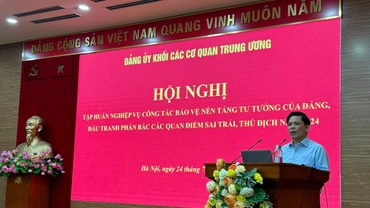 ĐẢNG CỘNG SẢN VIỆT NAM QUANG VINH MUÔN NĂM
ĐẢNG ỦY KHỐI CÁC CƠ QUAN TRUNG ƯƠNG
HỘI NGHỊ
TẬP HUẤN NGHIỆP VỤ CÔNG TÁC BẢO VỆ NỀN TẢNG TƯ TƯỞNG CỦA ĐẢNG,
ĐẤU TRANH PHẢN BÁC CÁC QUAN ĐIỂM SAI TRÁI, THÙ ĐỊCH 24
Hà Nội, ngày 24 tháng